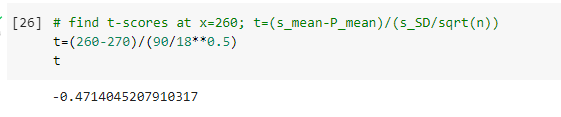 [26] # find t-scores at x=260; t=(s_mean-P_mean)/(s_SD/sqrt(n))
t=(260-270)/(90/18**0.5)
t
-0.4714045207910317